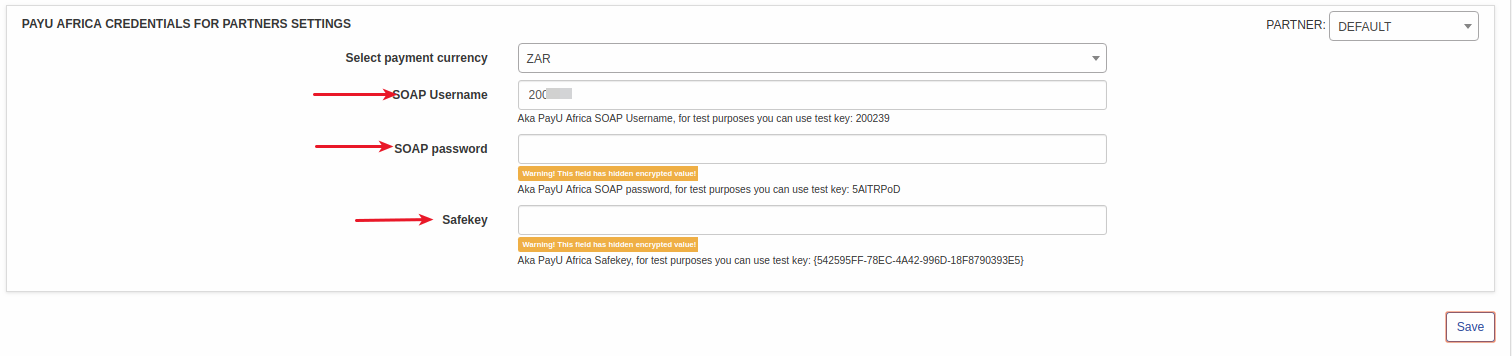 PAYU AFRICA CREDENTIALS FOR PARTNERS SETTINGS
PARTNER: DEFAULT
Select payment currency ZAR
SOAP Username 200
Aka PayU Africa SOAP Username, for test purposes you can use test key: 200239
SOAP password
Warning! This field has hidden encrypted value!
Aka PayU Africa SOAP password, for test purposes you can use test key: 5AlTRPoD
Safekey
Warning! This field has hidden encrypted value!
Aka PayU Africa Safekey, for test purposes you can use test key: {542595FF-78EC-4A42-996D-18F8790393E5}
Save